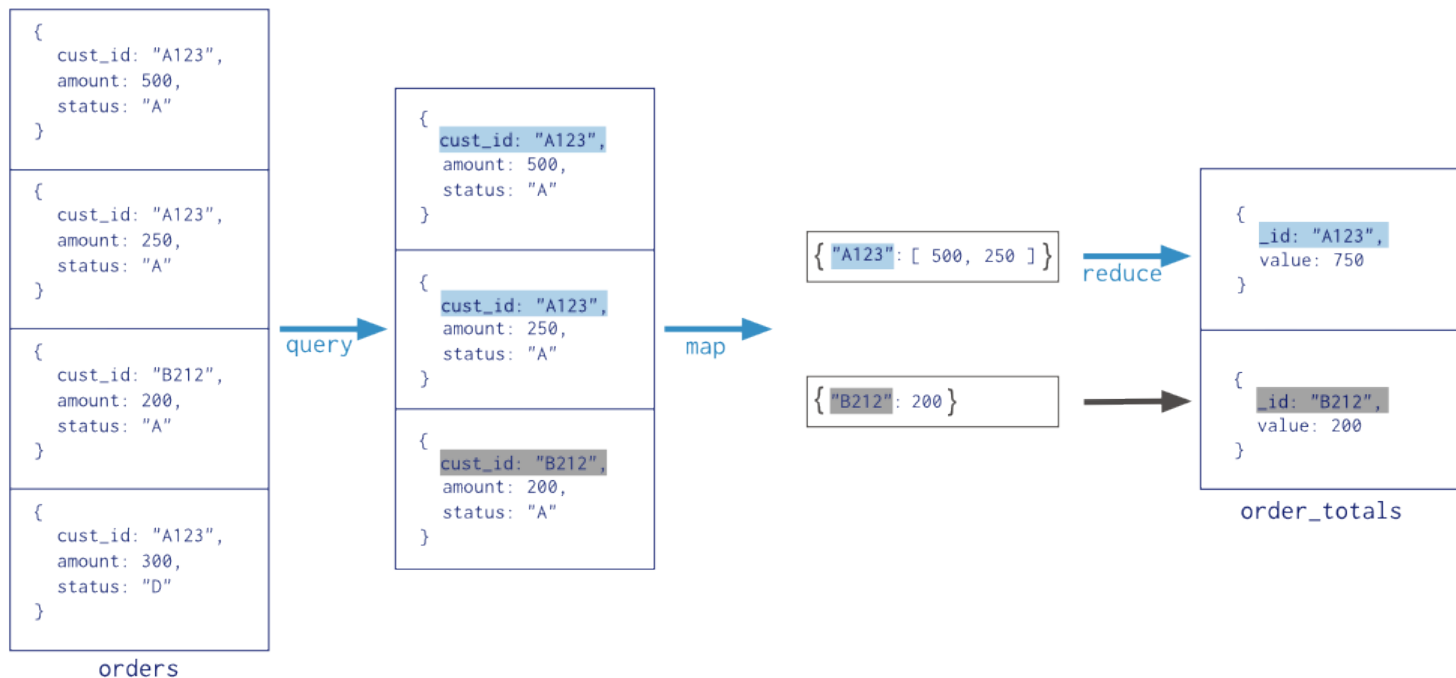 {
cust_id: "A123",
amount: 500,
status: "A"
}
{
cust_id: "A123",
amount: 250,
status: "A"
}
{
cust_id: "B212",
amount: 200,
status: "A"
}
{
cust_id: "A123",
amount: 300,
status: "D"
}
orders
query
{
cust_id: "A123",
amount: 500,
status: "A"
}
{
cust_id: "A123",
amount: 250,
status: "A"
}
{
cust_id: "B212",
amount: 200,
status: "A"
}
map
{ "A123": [ 500, 250 ] }
{ "B212": 200 }
reduce
{
_id: "A123",
value: 750
}
{
_id: "B212",
value: 200
}
order_totals